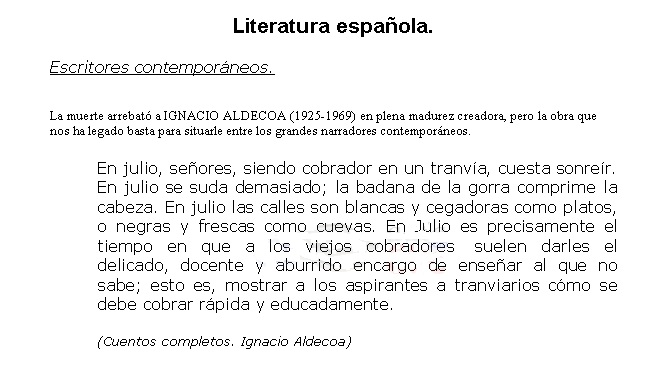 Literatura española.
Escritores contemporáneos.
La muerte arrebató a IGNACIO ALDECOA (1925-1969) en plena madurez creadora, pero la obra que
nos ha legado basta para situarle entre los grandes narradores contemporáneos.
En julio, señores, siendo cobrador en un tranvía, cuesta sonreír.
En julio se suda demasiado; la badana de la gorra comprime la
cabeza. En julio las calles son blancas y cegadoras como platos,
o negras y frescas como cuevas. En Julio es precisamente el
tiempo en que a los viejos cobradores suelen darles el
delicado, docente y aburrido encargo de enseñar al que no
sabe; esto es, mostrar a los aspirantes a tranviarios cómo se
debe cobrar rápida y educadamente.
(Cuentos completos. Ignacio Aldecoa)